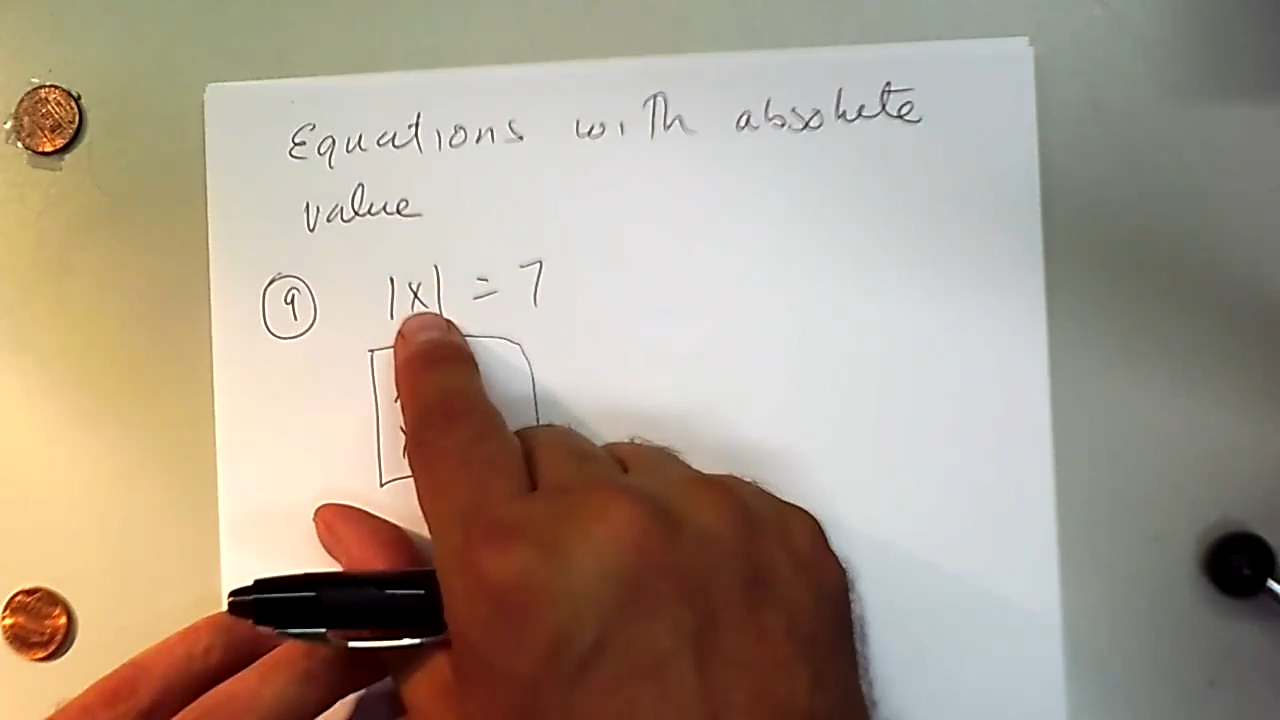 Equations with absolute
value
9 |x| = 7